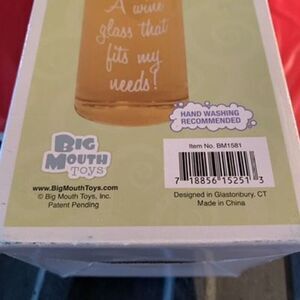 A wine
glass that
fits my
needs!
HAND WASHING
RECOMMENDED
BIG
MOUTH
TOYS
Item No. BM1581
7 18856 15251 3
www.BigMouthToys.com
© Big Mouth Toys, Inc.
Patent Pending
Designed in Glastonbury, CT
Made in China